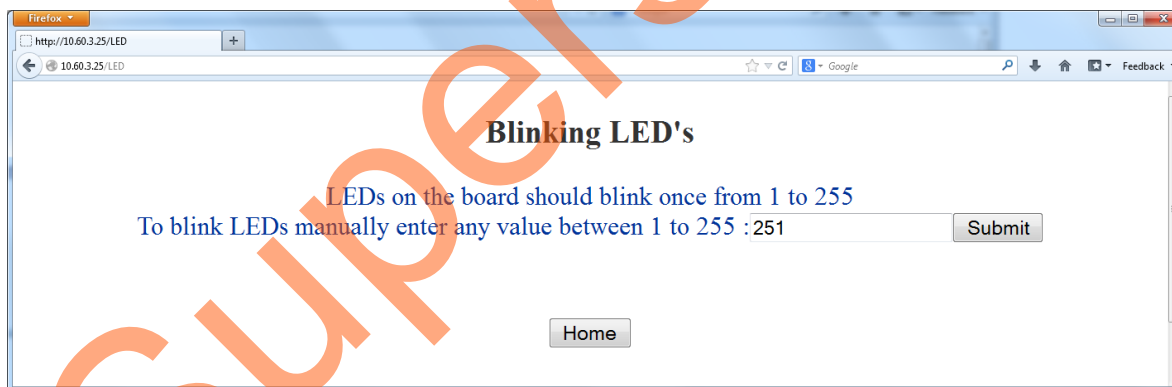 Firefox
http://10.60.3.25/LED
+
10.60.3.25/LED
Google
Feedback
Blinking LED's
LEDs on the board should blink once from 1 to 255
To blink LEDs manually enter any value between 1 to 255 :251 Submit
Home
Super